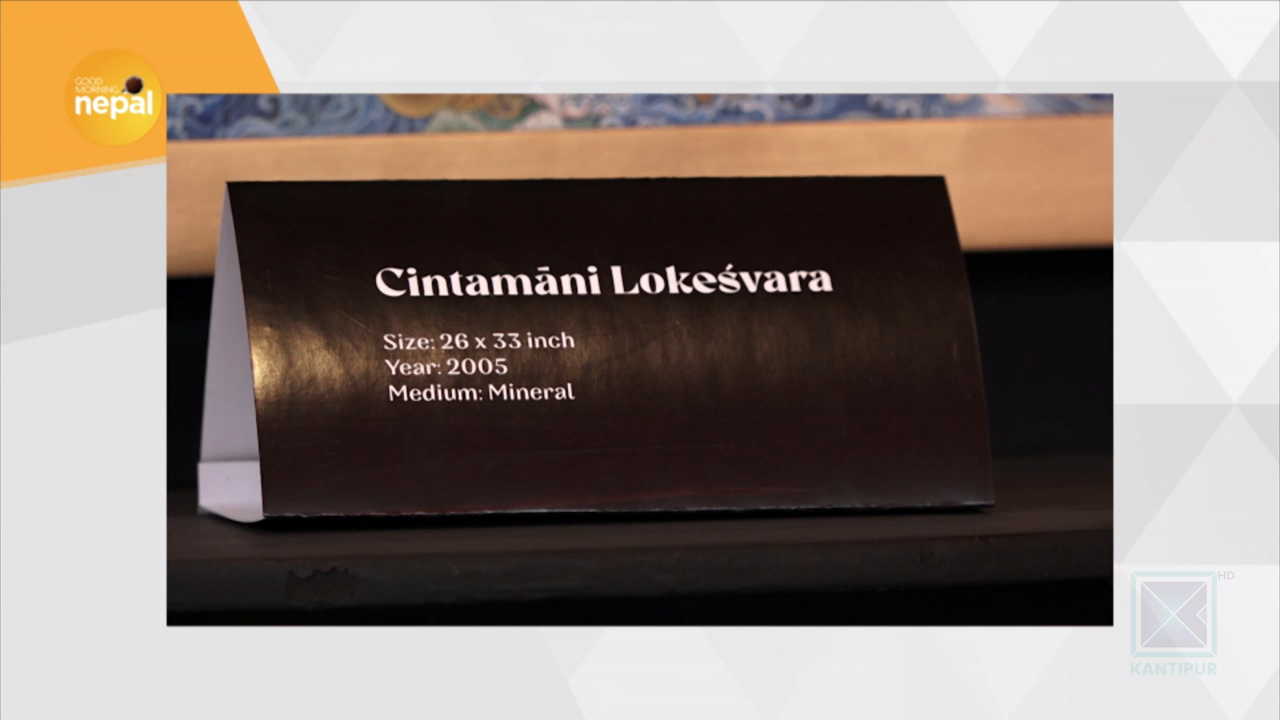 GOOD
MORNING
nepal
Cintamāni Lokeśvara
Size: 26 x 33 inch
Year: 2005
Medium: Mineral
HD
KANTIPUR